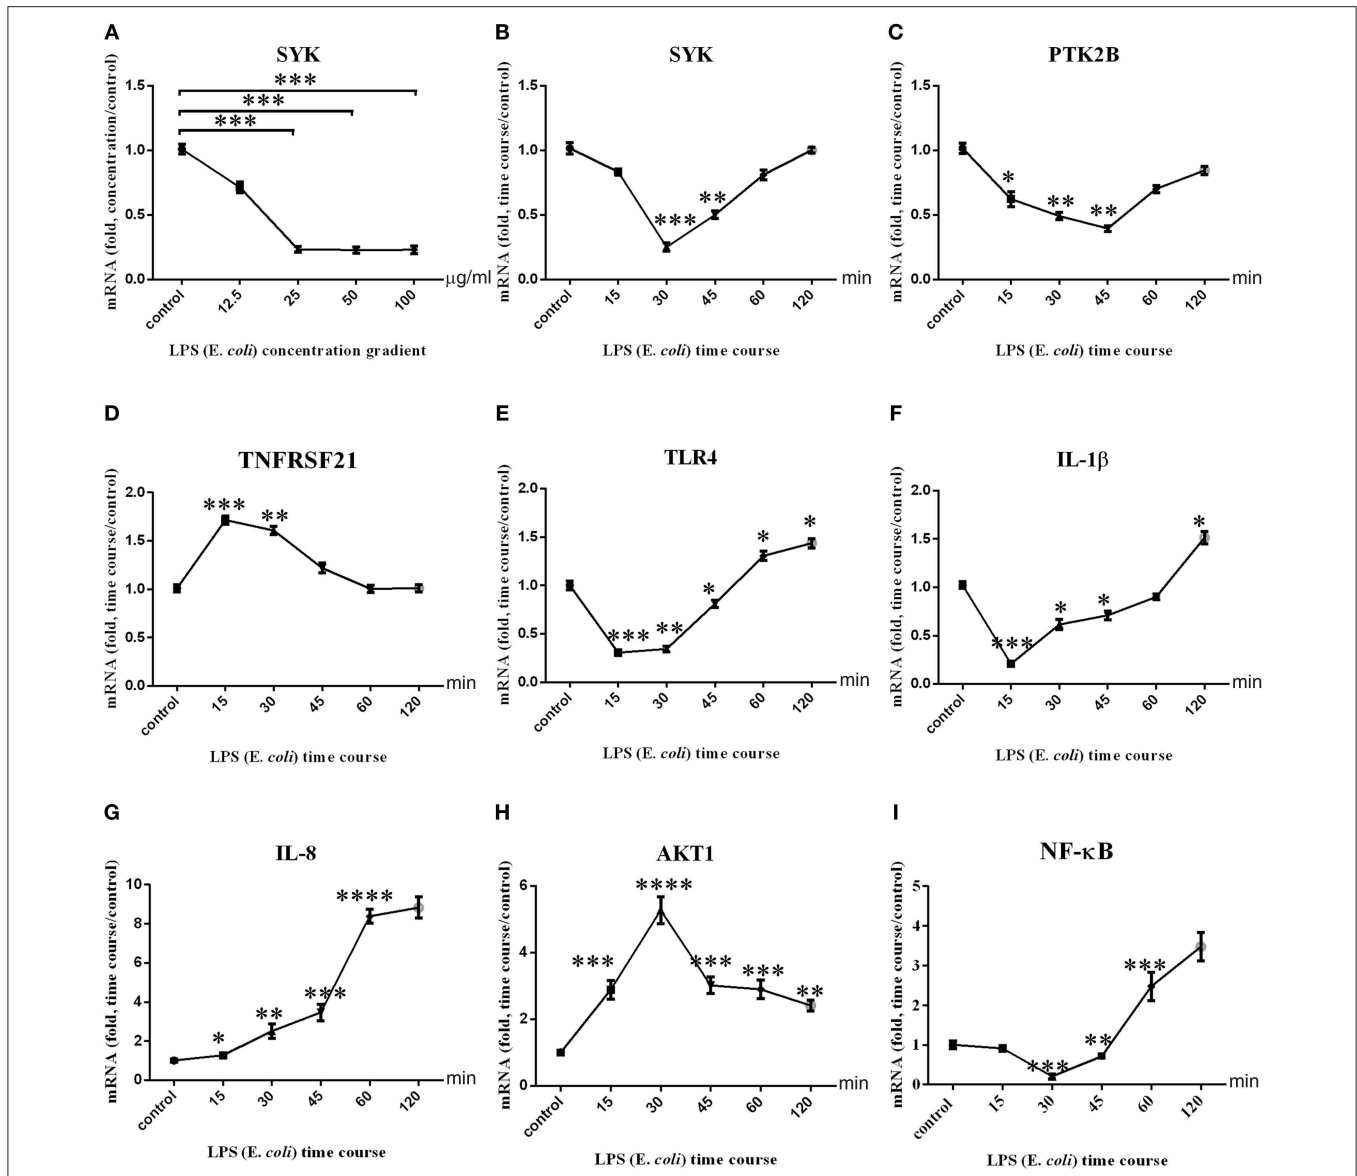 A
SYK
mRNA (fold, concentration/control)
1.5
1.0
0.5
0.0
***
***
***
control
12.5
25
50
100
μg/ml
LPS (E. coli) concentration gradient
B
SYK
mRNA (fold, time course/control)
1.5
1.0
0.5
0.0
***
**
control
15
30
45
60
120
min
LPS (E. coli) time course
C
PTK2B
mRNA (fold, time course/control)
1.5
1.0
0.5
0.0
*
**
**
control
15
30
45
60
120
min
LPS (E. coli) time course
D
TNFRSF21
mRNA (fold, time course/control)
2.0
1.5
1.0
0.5
0.0
***
**
control
15
30
45
60
120
min
LPS (E. coli) time course
E
TLR4
mRNA (fold, time course/control)
2.0
1.5
1.0
0.5
0.0
***
**
*
*
*
control
15
30
45
60
120
min
LPS (E. coli) time course
F
IL-1β
mRNA (fold, time course/control)
2.0
1.5
1.0
0.5
0.0
***
*
*
*
control
15
30
45
60
120
min
LPS (E. coli) time course
G
IL-8
mRNA (fold, time course/control)
10
8
6
4
2
0
*
**
***
****
control
15
30
45
60
120
min
LPS (E. coli) time course
H
AKT1
mRNA (fold, time course/control)
6
4
2
0
***
****
***
***
**
control
15
30
45
60
120
min
LPS (E. coli) time course
I
NF-κB
mRNA (fold, time course/control)
5
4
3
2
1
0
***
**
***
control
15
30
45
60
120
min
LPS (E. coli) time course